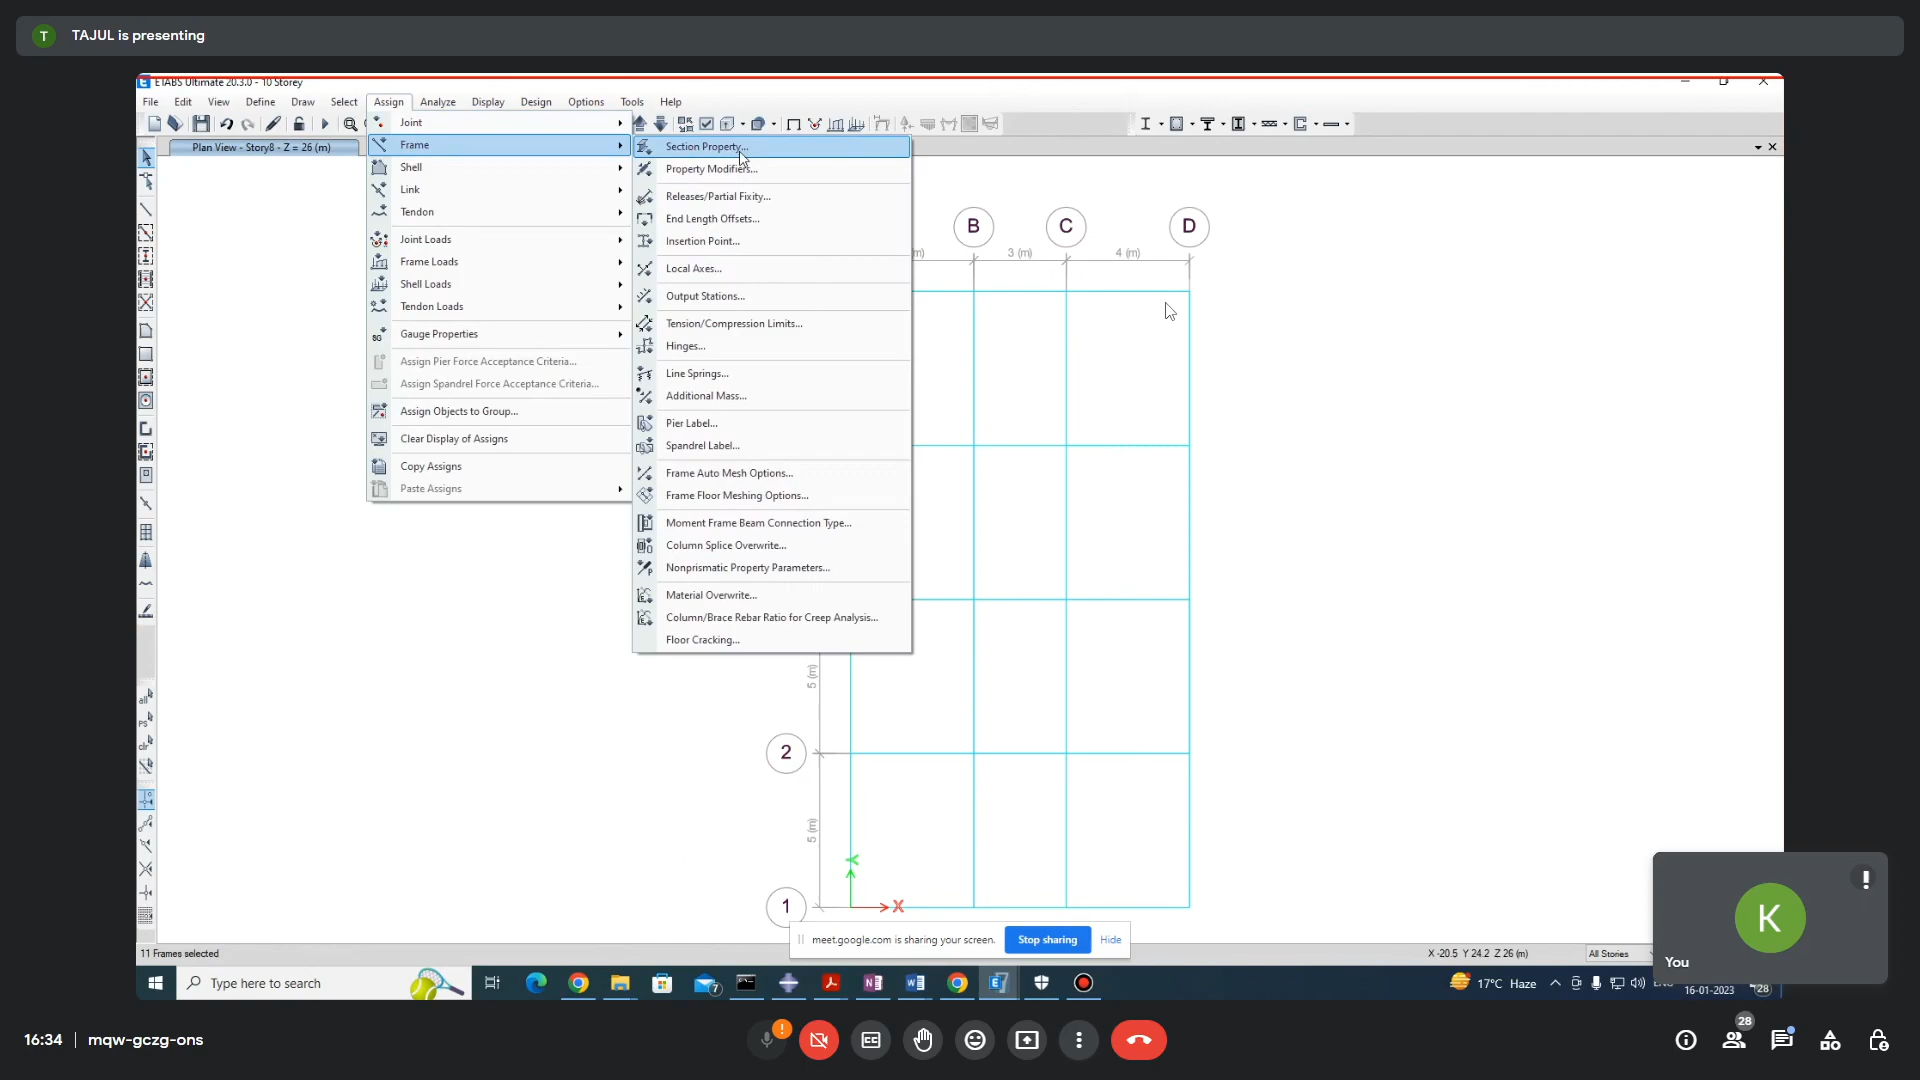 T TAJUL is presenting
ETABS Ultimate 20.3.0 - 10 Storey
File Edit View Define Draw Select Assign Analyze Display Design Options Tools Help
Plan View - Story8 - Z = 26 (m)
Joint
Frame
Shell
Link
Tendon
Joint Loads
Frame Loads
Shell Loads
Tendon Loads
Gauge Properties
Assign Pier Force Acceptance Criteria...
Assign Spandrel Force Acceptance Criteria...
Assign Objects to Group...
Clear Display of Assigns
Copy Assigns
Paste Assigns
Section Property...
Property Modifiers...
Releases/Partial Fixity...
End Length Offsets...
Insertion Point...
Local Axes...
Output Stations...
Tension/Compression Limits...
Hinges...
Line Springs...
Additional Mass...
Pier Label...
Spandrel Label...
Frame Auto Mesh Options...
Frame Floor Meshing Options...
Moment Frame Beam Connection Type...
Column Splice Overwrite...
Nonprismatic Property Parameters...
Material Overwrite...
Column/Brace Rebar Ratio for Creep Analysis...
Floor Cracking...
B C D
(m) 3 (m) 4 (m)
5 (m)
2
5 (m)
Y
1 X
all
ps
clr
meet.google.com is sharing your screen. Stop sharing Hide
11 Frames selected
X -20.5 Y 24.2 Z 26 (m)
All Stories
Type here to search
7
17°C Haze
16-01-2023
28
K
You
16:34 mqw-gczg-ons
28